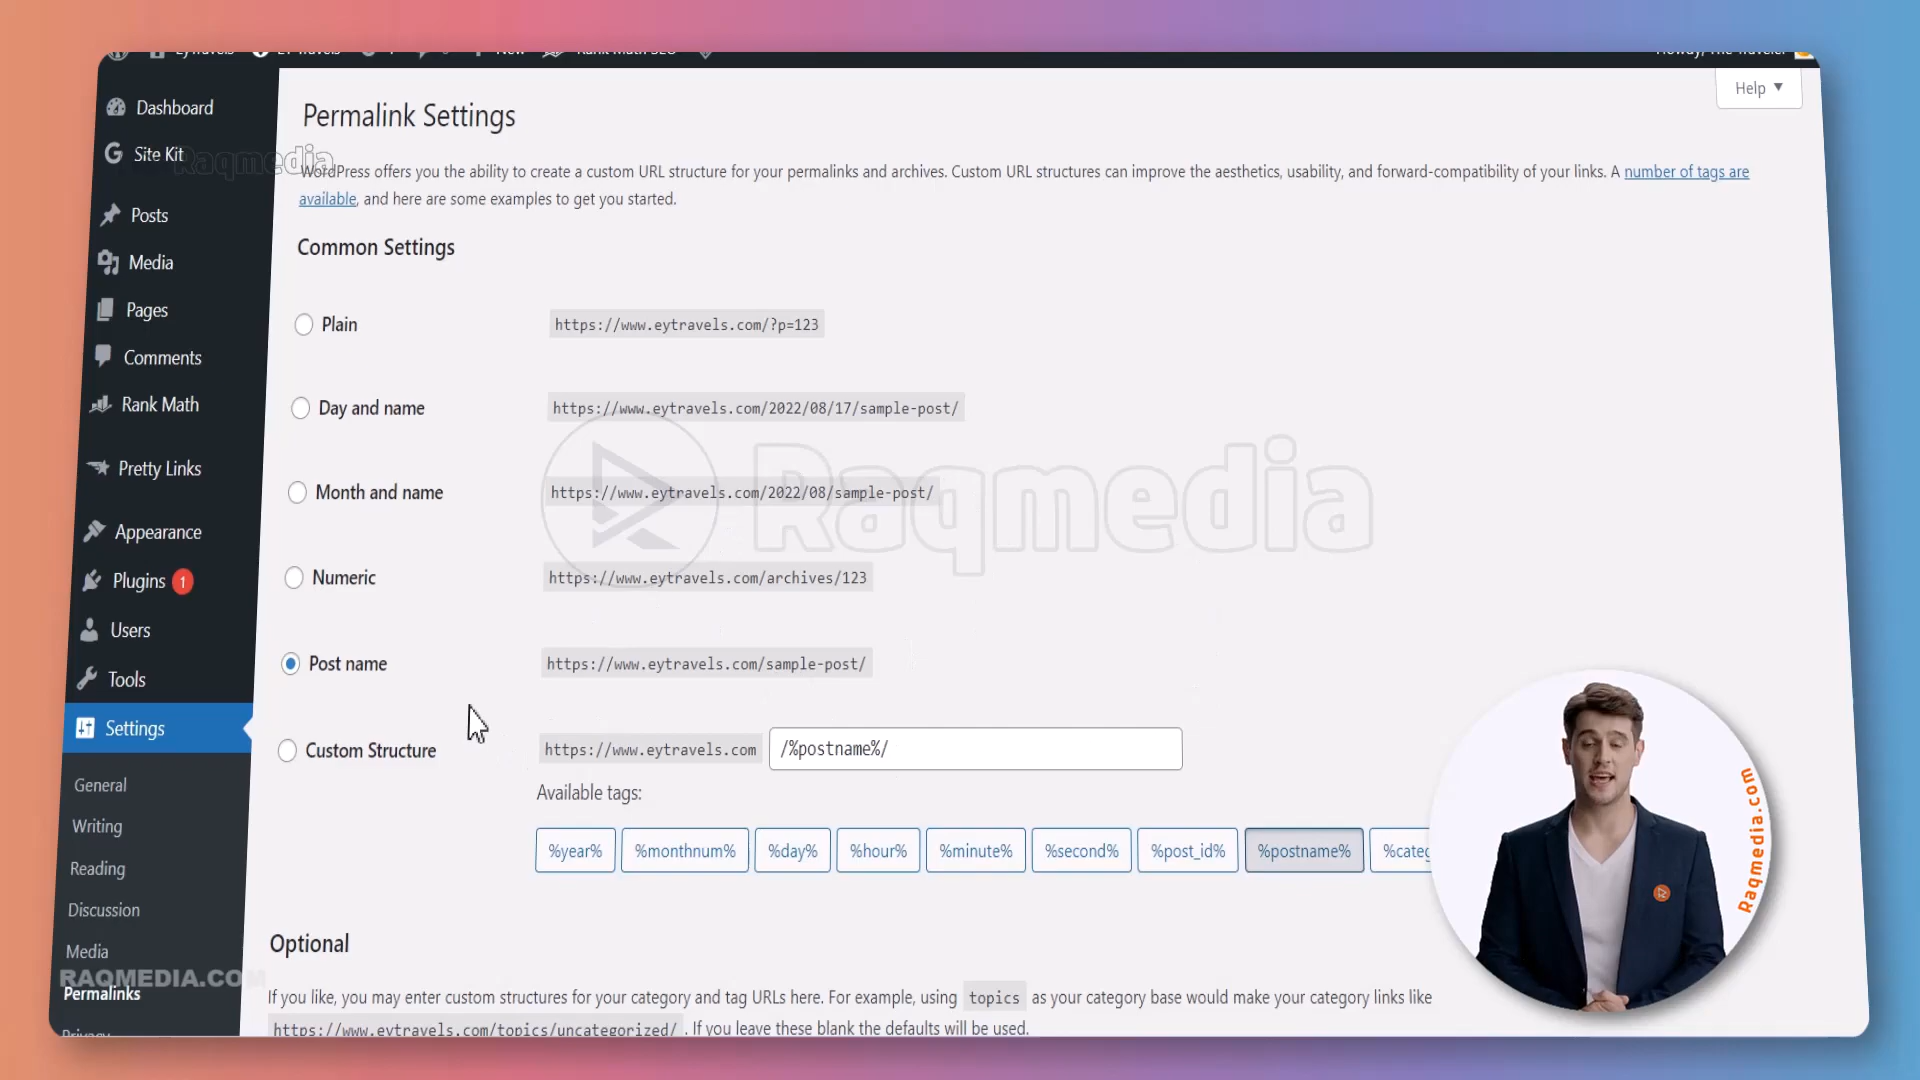 New
Help ▼
Dashboard
Permalink Settings
Site Kit
Raqmedia
WordPress offers you the ability to create a custom URL structure for your permalinks and archives. Custom URL structures can improve the aesthetics, usability, and forward-compatibility of your links. A number of tags are
available, and here are some examples to get you started.
Posts
Common Settings
Media
Pages
Plain https://www.eytravels.com/?p=123
Comments
Rank Math
Day and name https://www.eytravels.com/2022/08/17/sample-post/
Pretty Links
Month and name https://www.eytravels.com/2022/08/sample-post/
Raqmedia
Appearance
Plugins 1
Numeric https://www.eytravels.com/archives/123
Users
Post name https://www.eytravels.com/sample-post/
Tools
Settings
Custom Structure https://www.eytravels.com /%postname%/
Available tags:
%year% %monthnum% %day% %hour% %minute% %second% %post_id% %postname% %categ
Raqmedia.com
General
Writing
Reading
Discussion
Media
RAQMEDIA.COM
Permalinks
Privacy
Optional
If you like, you may enter custom structures for your category and tag URLs here. For example, using topics as your category base would make your category links like
https://www.eytravels.com/topics/uncategorized/ . If you leave these blank the defaults will be used.